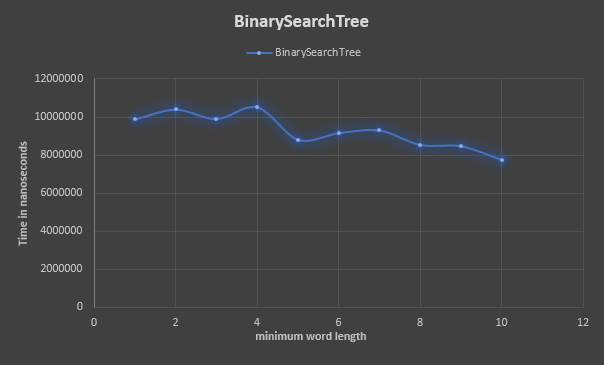 BinarySearchTree
BinarySearchTree
12000000
10000000
8000000
6000000
4000000
2000000
0
Time in nanoseconds
0 2 4 6 8 10 12
minimum word length